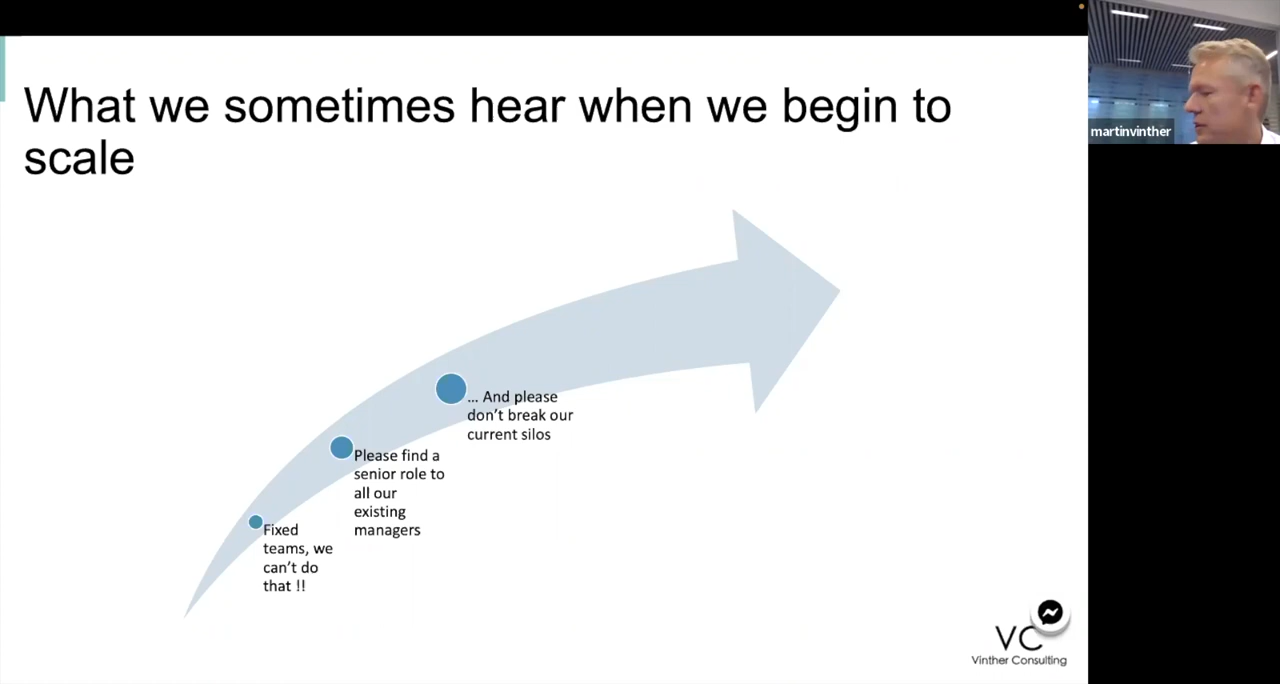 What we sometimes hear when we begin to
scale
martinvinther
... And please
don't break our
current silos
Please find a
senior role to
all our
existing
managers
Fixed
teams, we
can't do
that !!
VC
Vinther Consulting